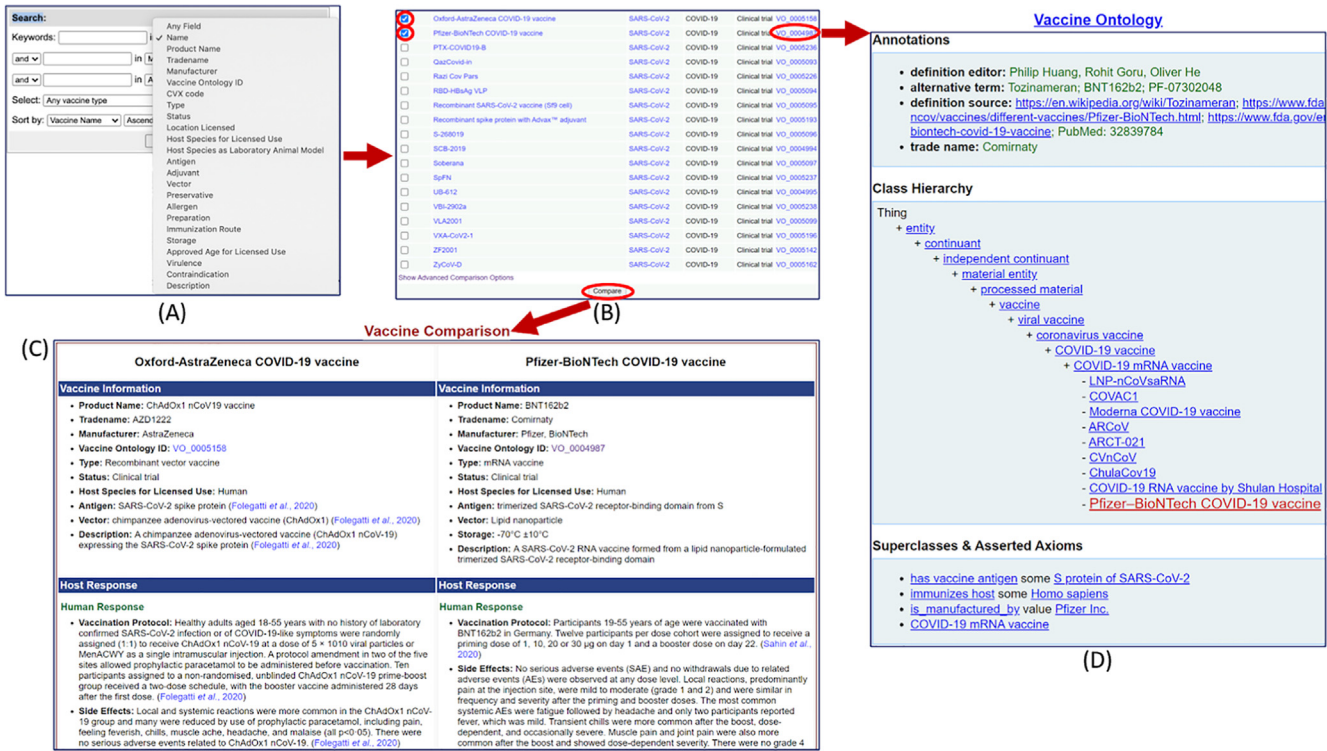 Search:
Keywords:
and
in
and
in
Select: Any vaccine type
Sort by: Vaccine Name
Any Field
✓ Name
Product Name
Tradename
Manufacturer
Vaccine Ontology ID
CVX code
Type
Status
Location Licensed
Host Species for Licensed Use
Host Species as Laboratory Animal Model
Antigen
Adjuvant
Vector
Preservative
Allergen
Preparation
Immunization Route
Storage
Approved Age for Licensed Use
Virulence
Contraindication
Description
(A)
Oxford-AstraZeneca COVID-19 vaccine SARS-CoV-2 COVID-19 Clinical trial VO_0005158
Pfizer-BioNTech COVID-19 vaccine SARS-CoV-2 COVID-19 Clinical trial VO_0004987
PTX-COVID19-B SARS-CoV-2 COVID-19 Clinical trial VO_0005236
QazCovid-in SARS-CoV-2 COVID-19 Clinical trial VO_0005093
Razi Cov Pars SARS-CoV-2 COVID-19 Clinical trial VO_0005226
RBD-HBsAg VLP SARS-CoV-2 COVID-19 Clinical trial VO_0005094
Recombinant SARS-CoV-2 vaccine (Sf9 cell) SARS-CoV-2 COVID-19 Clinical trial VO_0005095
Recombinant spike protein with Advax™ adjuvant SARS-CoV-2 COVID-19 Clinical trial VO_0005193
S-268019 SARS-CoV-2 COVID-19 Clinical trial VO_0005096
SCB-2019 SARS-CoV-2 COVID-19 Clinical trial VO_0004994
Soberana SARS-CoV-2 COVID-19 Clinical trial VO_0005097
SpFN SARS-CoV-2 COVID-19 Clinical trial VO_0005237
UB-612 SARS-CoV-2 COVID-19 Clinical trial VO_0004995
VBI-2902a SARS-CoV-2 COVID-19 Clinical trial VO_0005238
VLA2001 SARS-CoV-2 COVID-19 Clinical trial VO_0005099
VXA-CoV2-1 SARS-CoV-2 COVID-19 Clinical trial VO_0005196
ZF2001 SARS-CoV-2 COVID-19 Clinical trial VO_0005142
ZyCoV-D SARS-CoV-2 COVID-19 Clinical trial VO_0005162
Show Advanced Comparison Options
Compare
(B)
Vaccine Comparison
(C)
Oxford-AstraZeneca COVID-19 vaccine
Vaccine Information
• Product Name: ChAdOx1 nCoV19 vaccine
• Tradename: AZD1222
• Manufacturer: AstraZeneca
• Vaccine Ontology ID: VO_0005158
• Type: Recombinant vector vaccine
• Status: Clinical trial
• Host Species for Licensed Use: Human
• Antigen: SARS-CoV-2 spike protein (Folegatti et al., 2020)
• Vector: chimpanzee adenovirus-vectored vaccine (ChAdOx1) (Folegatti et al., 2020)
• Description: A chimpanzee adenovirus-vectored vaccine (ChAdOx1 nCoV-19)
expressing the SARS-CoV-2 spike protein (Folegatti et al., 2020)
Host Response
Human Response
• Vaccination Protocol: Healthy adults aged 18-55 years with no history of laboratory
confirmed SARS-CoV-2 infection or of COVID-19-like symptoms were randomly
assigned (1:1) to receive ChAdOx1 nCoV-19 at a dose of 5 × 1010 viral particles or
MenACWY as a single intramuscular injection. A protocol amendment in two of the five
sites allowed prophylactic paracetamol to be administered before vaccination. Ten
participants assigned to a non-randomised, unblinded ChAdOx1 nCoV-19 prime-boost
group received a two-dose schedule, with the booster vaccine administered 28 days
after the first dose. (Folegatti et al., 2020)
• Side Effects: Local and systemic reactions were more common in the ChAdOx1 nCoV-
19 group and many were reduced by use of prophylactic paracetamol, including pain,
feeling feverish, chills, muscle ache, headache, and malaise (all p<0·05). There were
no serious adverse events related to ChAdOx1 nCoV-19. (Folegatti et al., 2020)
Pfizer-BioNTech COVID-19 vaccine
Vaccine Information
• Product Name: BNT162b2
• Tradename: Comirnaty
• Manufacturer: Pfizer, BioNTech
• Vaccine Ontology ID: VO_0004987
• Type: mRNA vaccine
• Status: Clinical trial
• Host Species for Licensed Use: Human
• Antigen: trimerized SARS-CoV-2 receptor-binding domain from S
• Vector: Lipid nanoparticle
• Storage: -70°C ±10°C
• Description: A SARS-CoV-2 RNA vaccine formed from a lipid nanoparticle-formulated
trimerized SARS-CoV-2 receptor-binding domain
Host Response
Human Response
• Vaccination Protocol: Participants 19-55 years of age were vaccinated with
BNT162b2 in Germany. Twelve participants per dose cohort were assigned to receive a
priming dose of 1, 10, 20 or 30 µg on day 1 and a booster dose on day 22. (Sahin et al.,
2020)
• Side Effects: No serious adverse events (SAE) and no withdrawals due to related
adverse events (AEs) were observed at any dose level. Local reactions, predominantly
pain at the injection site, were mild to moderate (grade 1 and 2) and were similar in
frequency and severity after the priming and booster doses. The most common
systemic AEs were fatigue followed by headache and only two participants reported
fever, which was mild. Transient chills were more common after the boost, dose-
dependent, and occasionally severe. Muscle pain and joint pain were also more
common after the boost and showed dose-dependent severity. There were no grade 4
Vaccine Ontology
Annotations
• definition editor: Philip Huang, Rohit Goru, Oliver He
• alternative term: Tozinameran; BNT162b2; PF-07302048
• definition source: https://en.wikipedia.org/wiki/Tozinameran; https://www.fda
ncov/vaccines/different-vaccines/Pfizer-BioNTech.html; https://www.fda.gov/e
biontech-covid-19-vaccine; PubMed: 32839784
• trade name: Comirnaty
Class Hierarchy
Thing
+ entity
+ continuant
+ independent continuant
+ material entity
+ processed material
+ vaccine
+ viral vaccine
+ coronavirus vaccine
+ COVID-19 vaccine
+ COVID-19 mRNA vaccine
- LNP-nCoVsaRNA
- COVAC1
- Moderna COVID-19 vaccine
- ARCoV
- ARCT-021
- CVnCoV
- ChulaCov19
- COVID-19 RNA vaccine by Shulan Hospital
- Pfizer–BioNTech COVID-19 vaccine
Superclasses & Asserted Axioms
• has vaccine antigen some S protein of SARS-CoV-2
• immunizes host some Homo sapiens
• is_manufactured_by value Pfizer Inc.
• COVID-19 mRNA vaccine
(D)